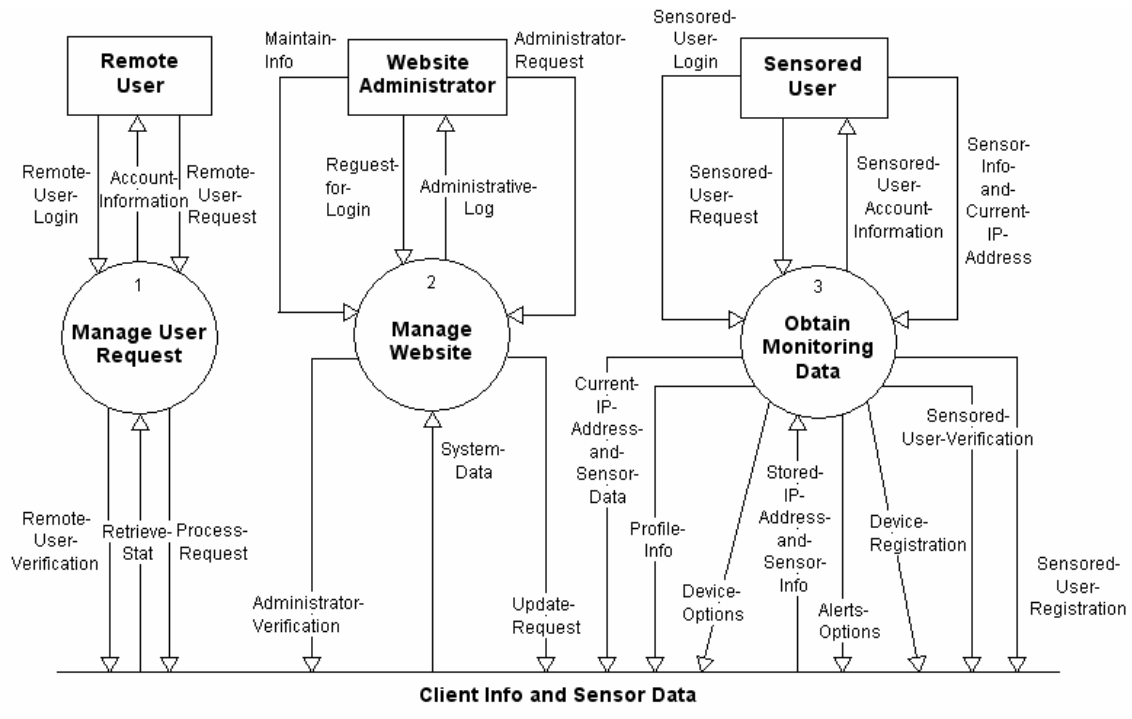 Remote
User
Website
Administrator
Sensored
User
Maintain-
Info
Administrator-
Request
Sensored-
User-
Login
Remote-
User-
Login
Account-
Information
Remote-
User-
Request
Reguest-
for-
Login
Administrative-
Log
Sensored-
User-
Request
Sensored-
User-
Account-
Information
Sensor-
Info-
and-
Current-
IP-
Address
1
Manage User
Request
2
Manage
Website
3
Obtain
Monitoring
Data
Remote-
User-
Verification
Retrieve-
Stat
Process-
Request
Administrator-
Verification
System-
Data
Update-
Request
Current-
IP-
Address-
and-
Sensor-
Data
Profile-
Info
Device-
Options
Stored-
IP-
Address-
and-
Sensor-
Info
Alerts-
Options
Device-
Registration
Sensored-
User-Verification
Sensored-
User-
Registration
Client Info and Sensor Data